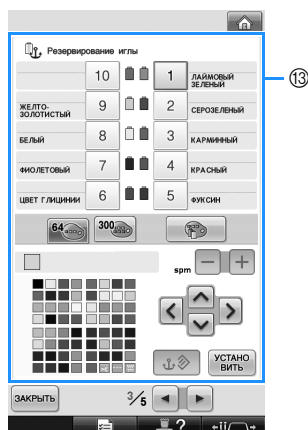 Резервирование иглы
10 1 ЛАЙМОВЫЙ ЗЕЛЕНЫЙ
⑬
ЖЕЛТО-ЗОЛОТИСТЫЙ 9 2 СЕРОЗЕЛЕНЫЙ
БЕЛЫЙ 8 3 КАРМИННЫЙ
ФИОЛЕТОВЫЙ 7 4 КРАСНЫЙ
ЦВЕТ ГЛИЦИНИИ 6 5 ФУКСИН
64 300
spm − +
УСТАНО
ВИТЬ
ЗАКРЫТЬ 3/5
?